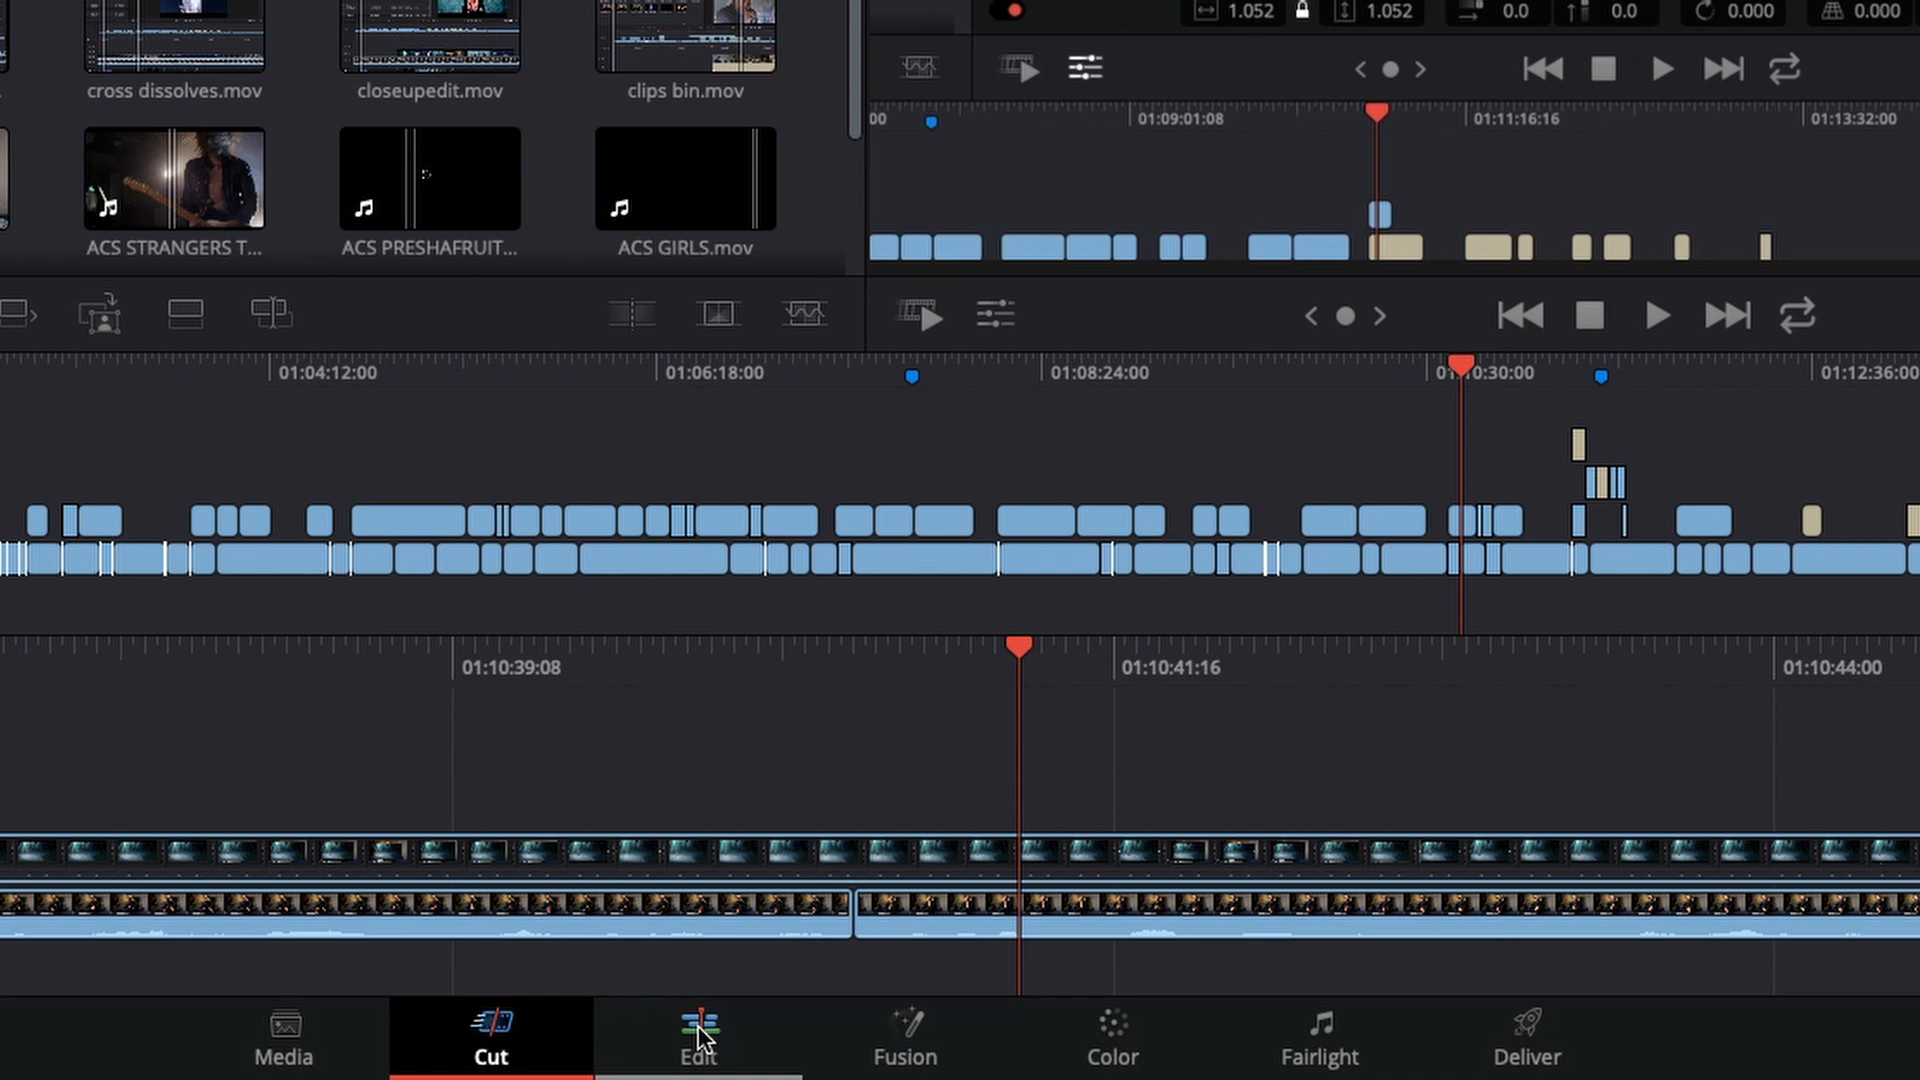 1.052
1.052
0.0
0.0
0.000
0.000
cross dissolves.mov
closeupedit.mov
clips bin.mov
00
01:09:01:08
01:11:16:16
01:13:32:00
ACS STRANGERS T...
ACS PRESHAFRUIT...
ACS GIRLS.mov
01:04:12:00
01:06:18:00
01:08:24:00
01:10:30:00
01:12:36:00
01:10:39:08
01:10:41:16
01:10:44:00
Media
Cut
Edit
Fusion
Color
Fairlight
Deliver